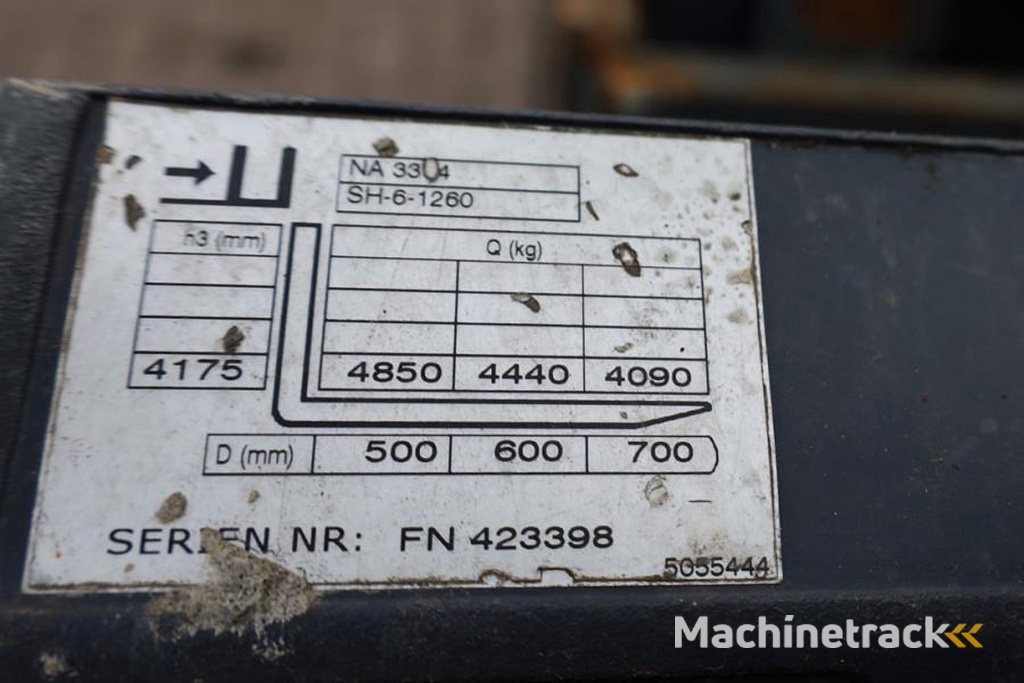 NA 3304
SH-6-1260
h3 (mm)
Q (kg)
4175 4850 4440 4090
D (mm) 500 600 700
SERIEN NR: FN 423398
5055444
Machinetrack